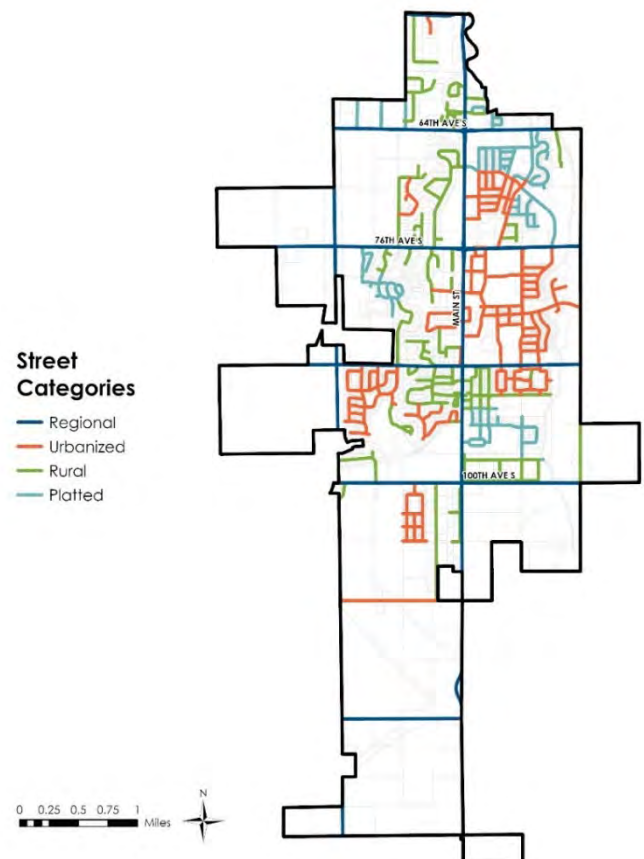 64TH AVE S
76TH AVE S
MAIN ST
Street
Categories
Regional
Urbanized
Rural
Platted
100TH AVE S
N
0 0.25 0.5 0.75 1
Miles